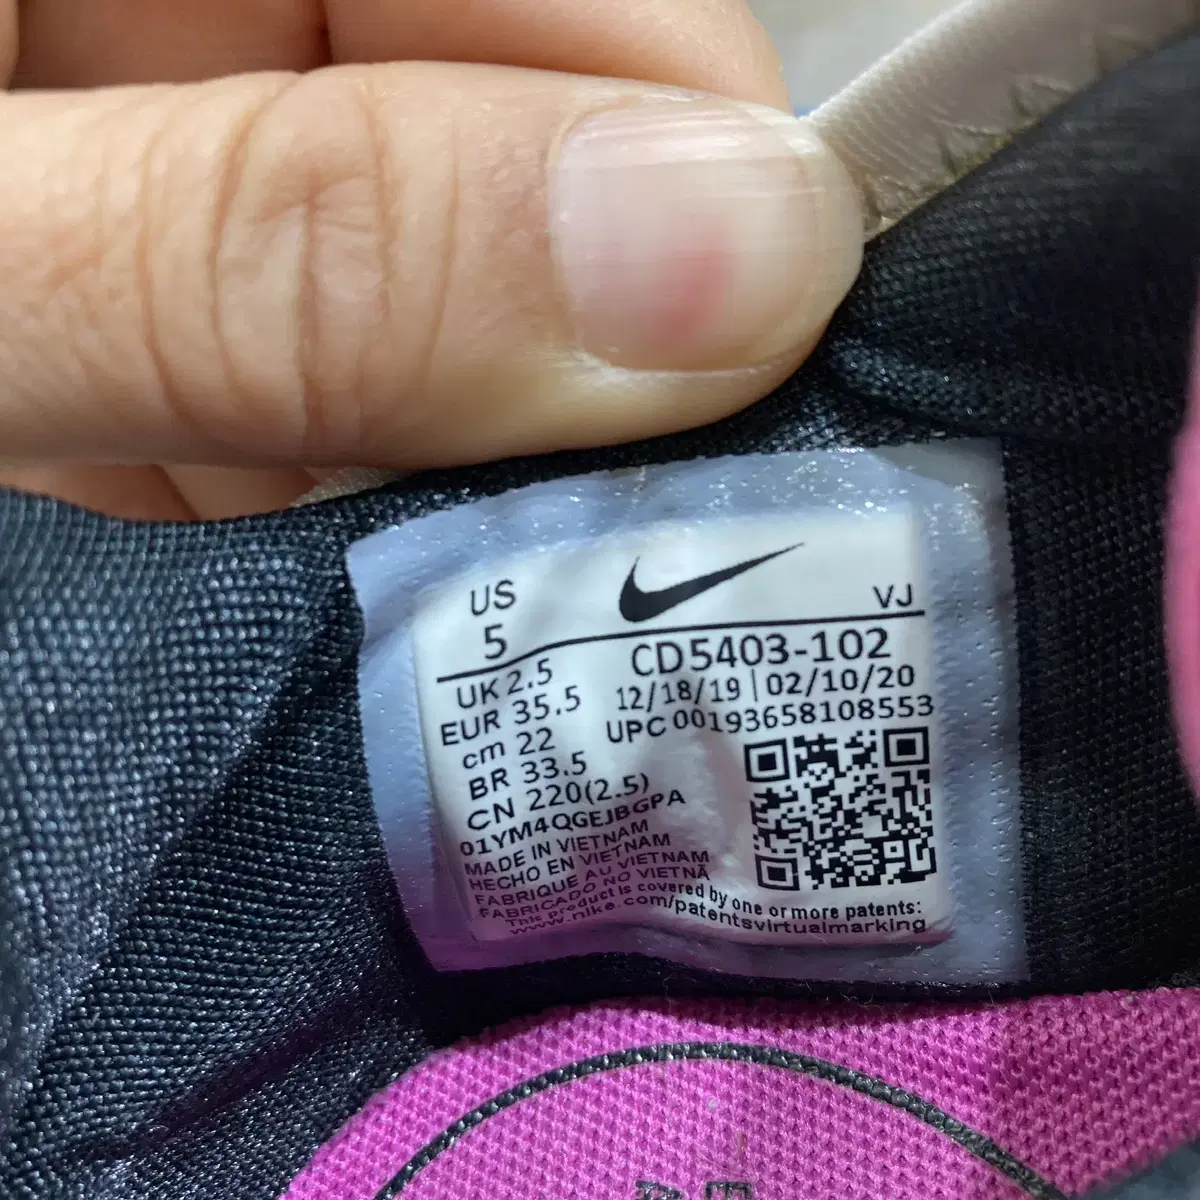 US
5
VJ
UK 2.5
EUR 35.5
cm 22
BR 33.5
CN 220(2.5)
CD5403-102
12/18/19 | 02/10/20
UPC 00193658108553
01YM4QGEJBGPA
MADE IN VIETNAM
HECHO EN VIETNAM
FABRIQUE AU VIETNAM
FABRICADO NO VIETNÃ
This product is covered by one or more patents:
www.nike.com/patentsvirtualmarking